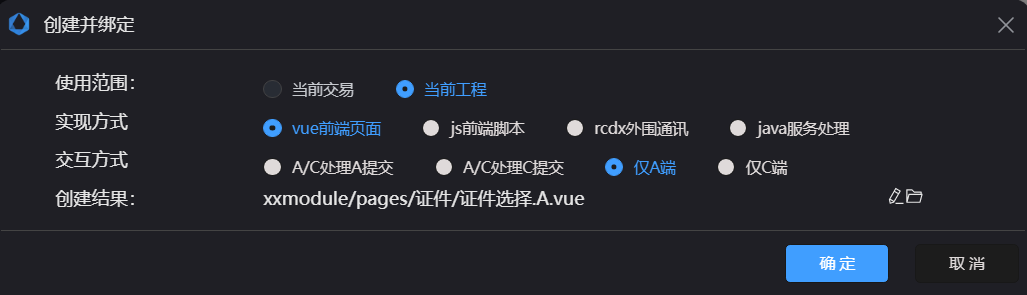 创建并绑定
使用范围： 当前交易 当前工程
实现方式 vue前端页面 js前端脚本 rcdx外围通讯 java服务处理
交互方式 A/C处理A提交 A/C处理C提交 仅A端 仅C端
创建结果： xxmodule/pages/证件/证件选择.A.vue
确定 取消